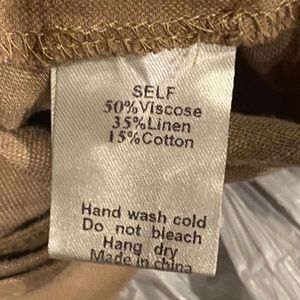 SELF
50%Viscose
35%Linen
15%Cotton
Hand wash cold
Do not bleach
Hang dry
Made in china